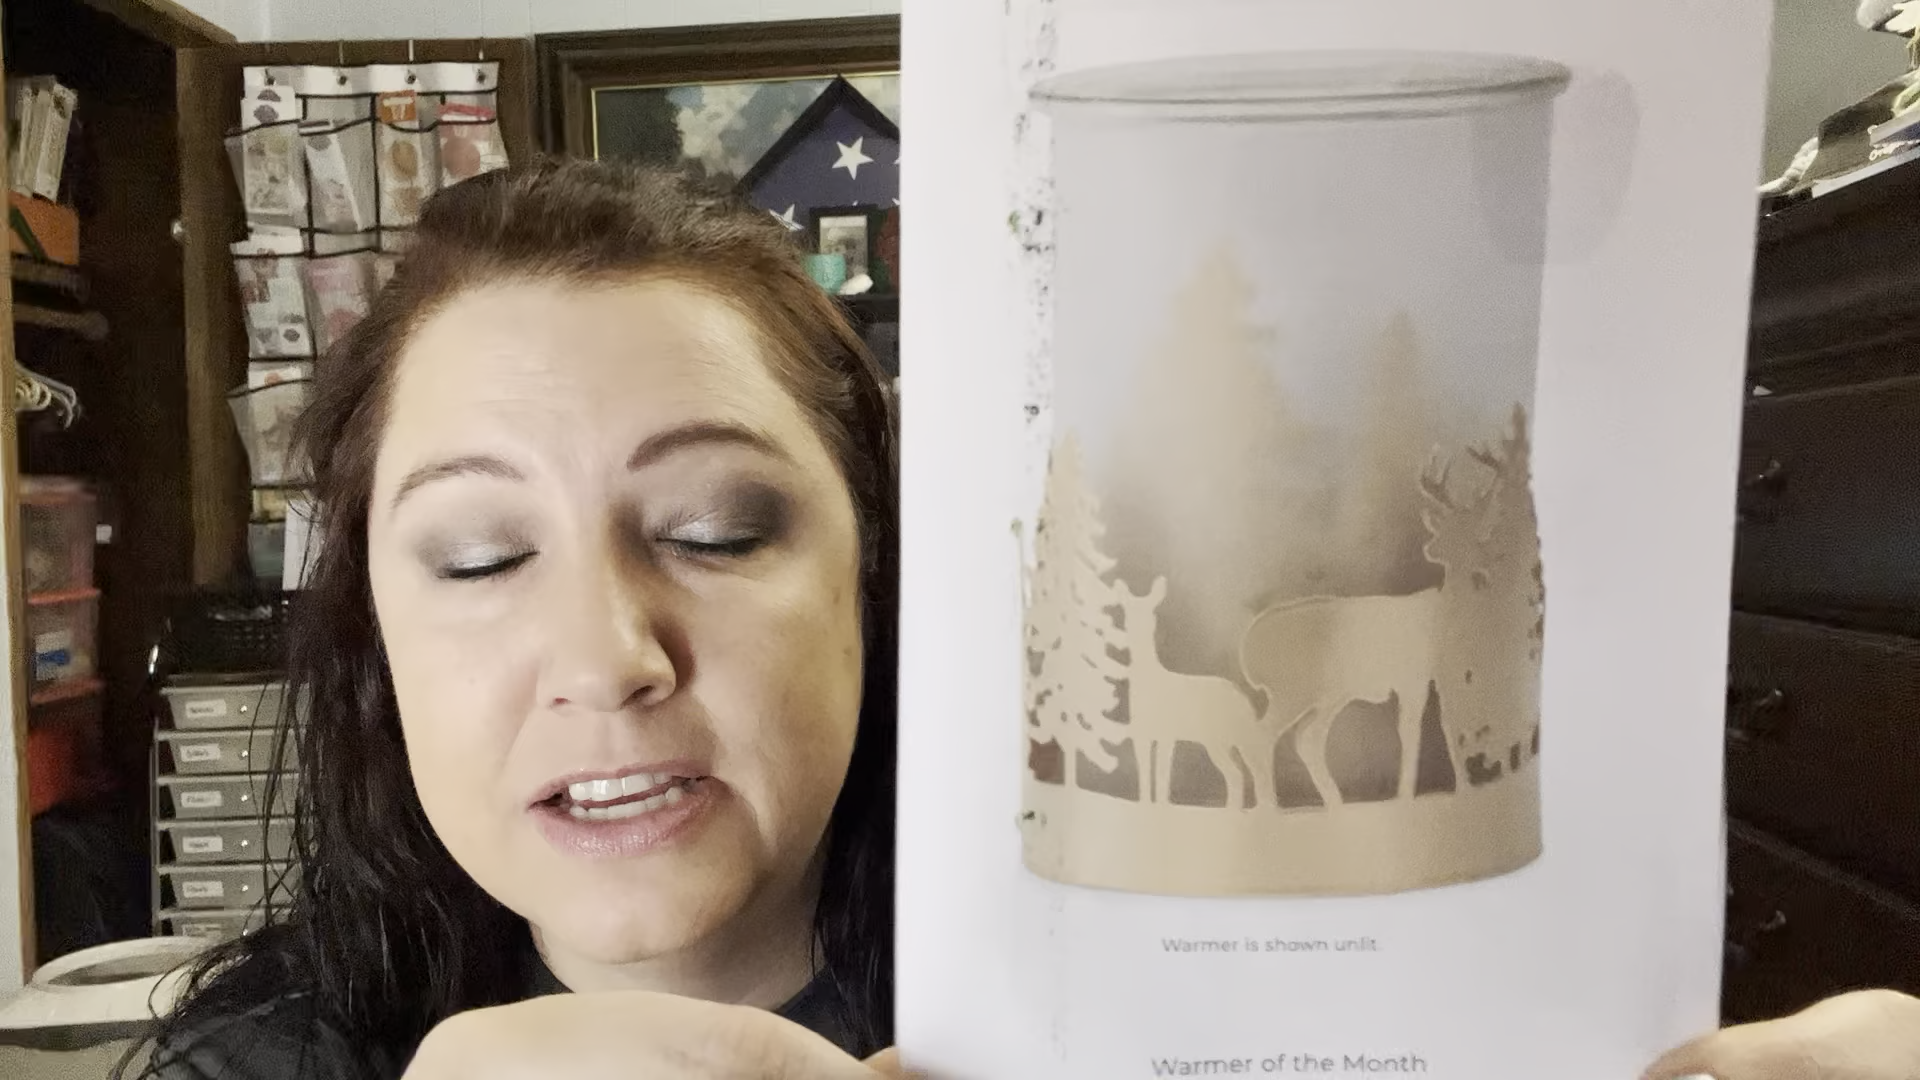 Warmer is shown unlit.
Warmer of the Month